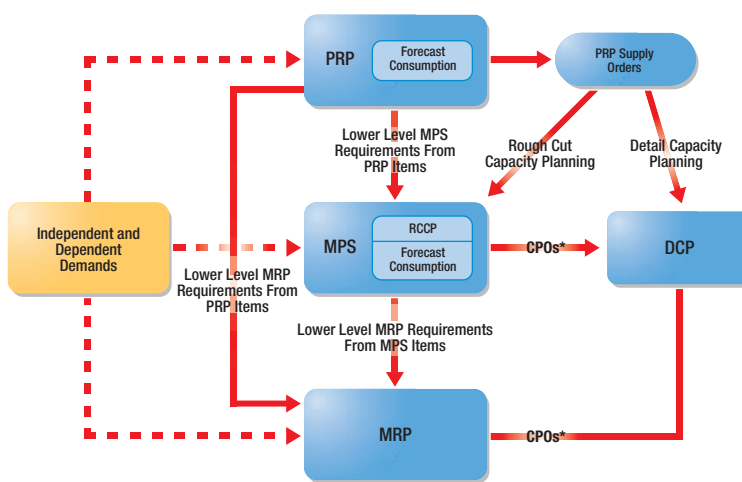 PRP
Forecast
Consumption
PRP Supply
Orders
Lower Level MPS
Requirements From
PRP Items
Rough Cut
Capacity Planning
Detail Capacity
Planning
Independent and
Dependent
Demands
MPS
RCCP
Forecast
Consumption
CPOs*
DCP
Lower Level MRP
Requirements From
PRP Items
Lower Level MRP Requirements
From MPS Items
MRP
CPOs*